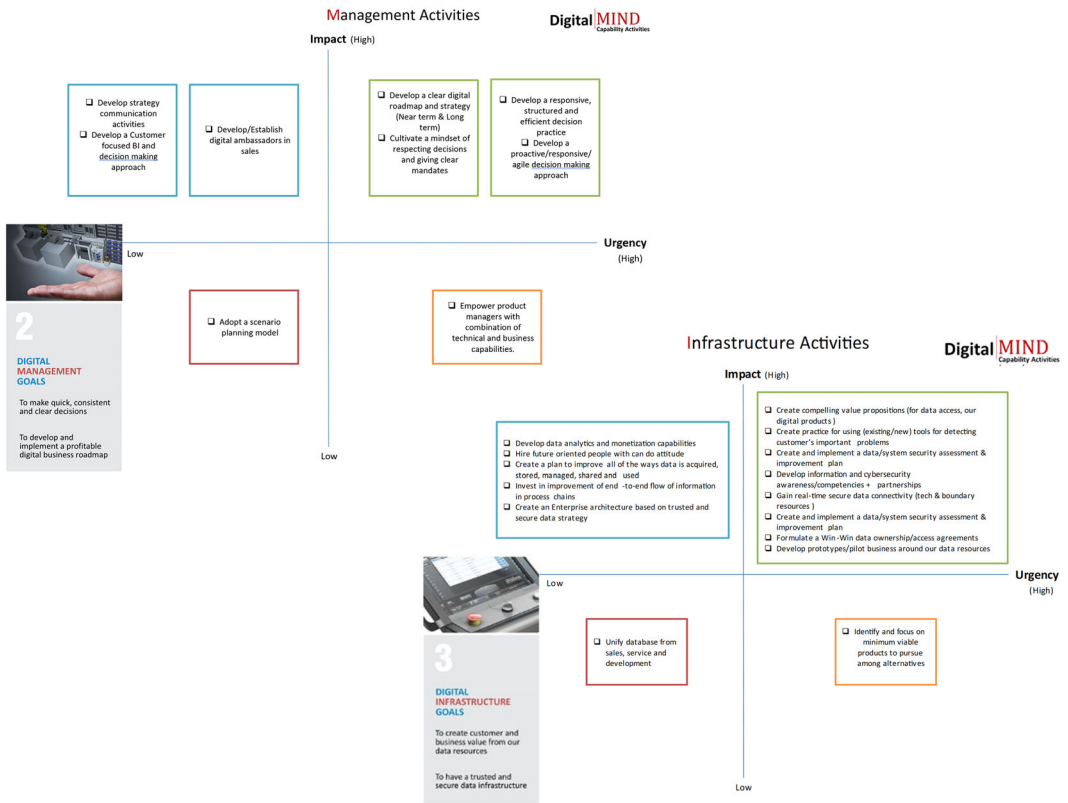 Management Activities
Digital MIND
Capability Activities
Impact (High)
❑ Develop strategy
communication
activities
❑ Develop a Customer
focused BI and
decision making
approach
❑ Develop/Establish
digital ambassadors in
sales
❑ Develop a clear digital
roadmap and strategy
(Near term & Long
term)
❑ Cultivate a mindset of
respecting decisions
and giving clear
mandates
❑ Develop a responsive,
structured and
efficient decision
practice
❑ Develop a
proactive/responsive/
agile decision making
approach
Low
Urgency
(High)
❑ Adopt a scenario
planning model
❑ Empower product
managers with
combination of
technical and business
capabilities.
Low
2
DIGITAL
MANAGEMENT
GOALS
To make quick, consistent
and clear decisions
To develop and
implement a profitable
digital business roadmap
Infrastructure Activities
Digital MIND
Capability Activities
Impact (High)
❑ Develop data analytics and monetization capabilities
❑ Hire future oriented people with can do attitude
❑ Create a plan to improve all of the ways data is acquired,
stored, managed, shared and used
❑ Invest in improvement of end -to-end flow of information
in process chains
❑ Create an Enterprise architecture based on trusted and
secure data strategy
❑ Create compelling value propositions (for data access, our
digital products )
❑ Create practice for using (existing/new) tools for detecting
customer's important problems
❑ Create and implement a data/system security assessment &
improvement plan
❑ Develop information and cybersecurity
awareness/competencies + partnerships
❑ Gain real-time secure data connectivity (tech & boundary
resources )
❑ Create and implement a data/system security assessment &
improvement plan
❑ Formulate a Win-Win data ownership/access agreements
❑ Develop prototypes/pilot business around our data resources
Low
Urgency
(High)
❑ Unify database from
sales, service and
development
❑ Identify and focus on
minimum viable
products to pursue
among alternatives
Low
3
DIGITAL
INFRASTRUCTURE
GOALS
To create customer and
business value from our
data resources
To have a trusted and
secure data infrastructure